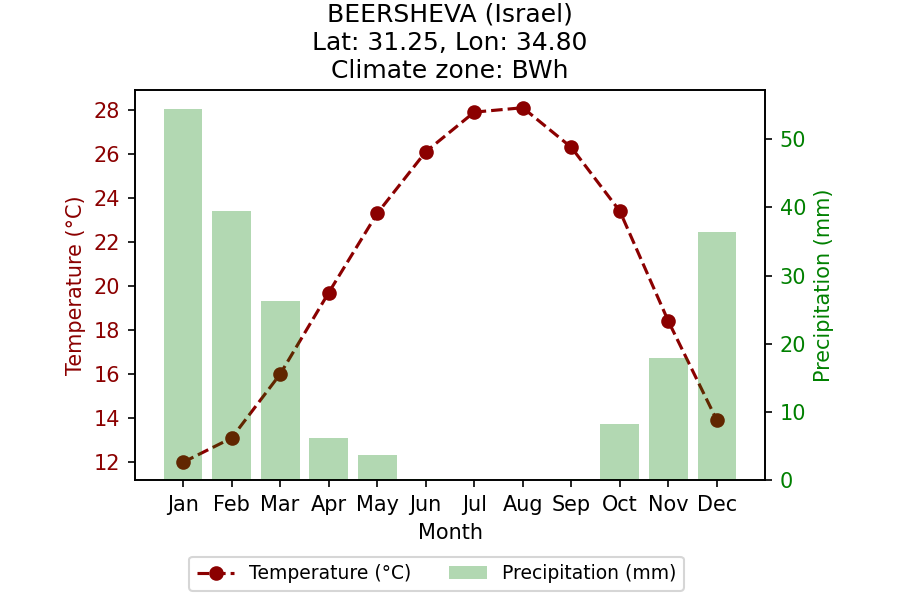 BEERSHEVA (Israel)
Lat: 31.25, Lon: 34.80
Climate zone: BWh
28
26
24
22
20
18
16
14
12
Temperature (°C)
50
40
30
20
10
0
Precipitation (mm)
Jan Feb Mar Apr May Jun Jul Aug Sep Oct Nov Dec
Month
Temperature (°C) Precipitation (mm)